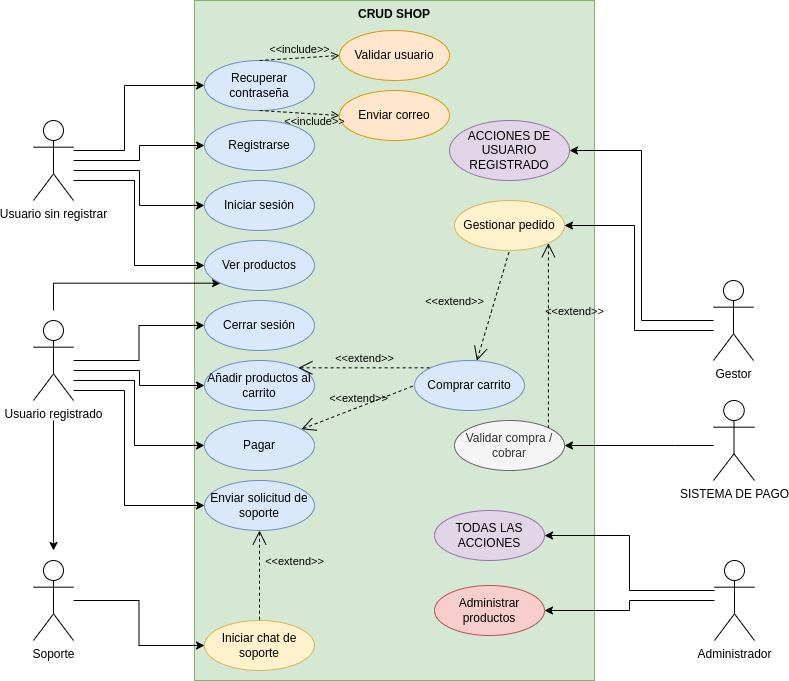 CRUD SHOP
<<include>>
Validar usuario
Recuperar
contraseña
Enviar correo
<<include>>
ACCIONES DE
USUARIO
REGISTRADO
Registrarse
Usuario sin registrar
Iniciar sesión
Gestionar pedido
Ver productos
<<extend>>
<<extend>>
Cerrar sesión
Gestor
<<extend>>
Añadir productos al
carrito
Comprar carrito
<<extend>>
Usuario registrado
Pagar
Validar compra /
cobrar
SISTEMA DE PAGO
Enviar solicitud de
soporte
TODAS LAS
ACCIONES
<<extend>>
Administrar
productos
Iniciar chat de
soporte
Soporte
Administrador